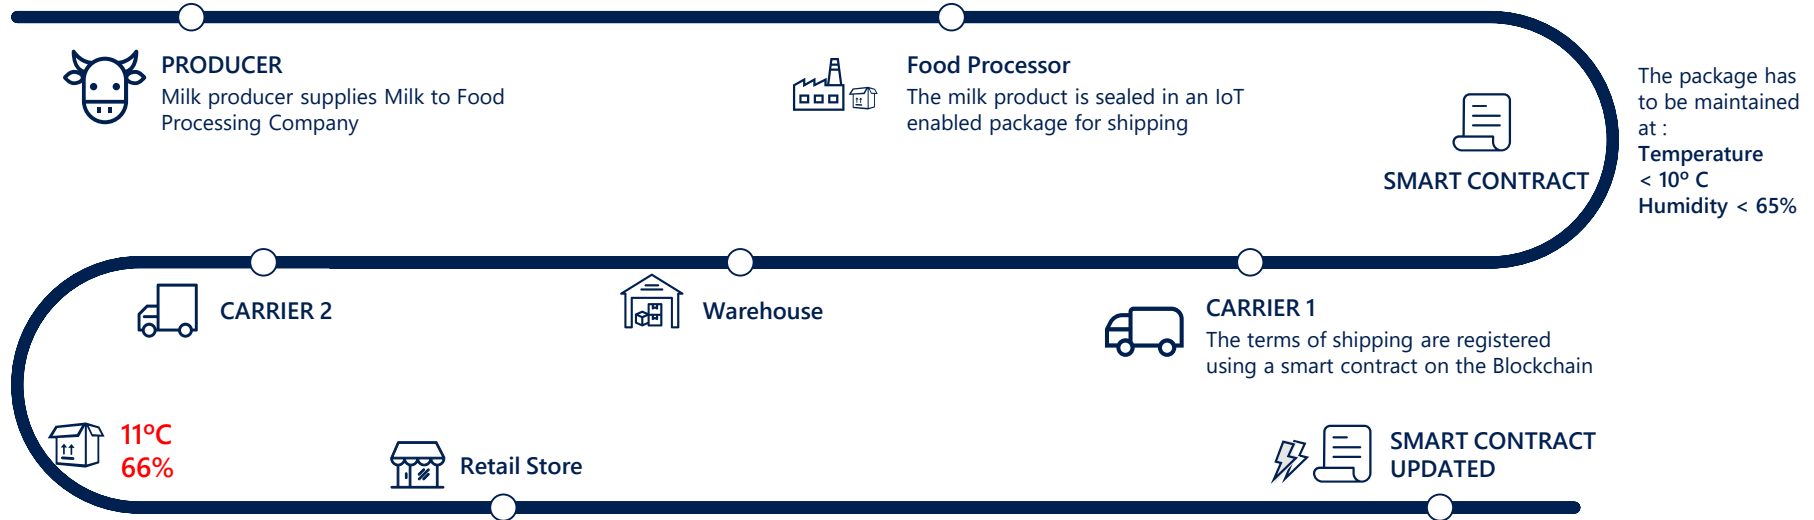 PRODUCER
Milk producer supplies Milk to Food
Processing Company
Food Processor
The milk product is sealed in an IoT
enabled package for shipping
SMART CONTRACT
The package has
to be maintained
at :
Temperature
< 10º C
Humidity < 65%
CARRIER 1
The terms of shipping are registered
using a smart contract on the Blockchain
Warehouse
CARRIER 2
11ºC
66%
Retail Store
SMART CONTRACT
UPDATED